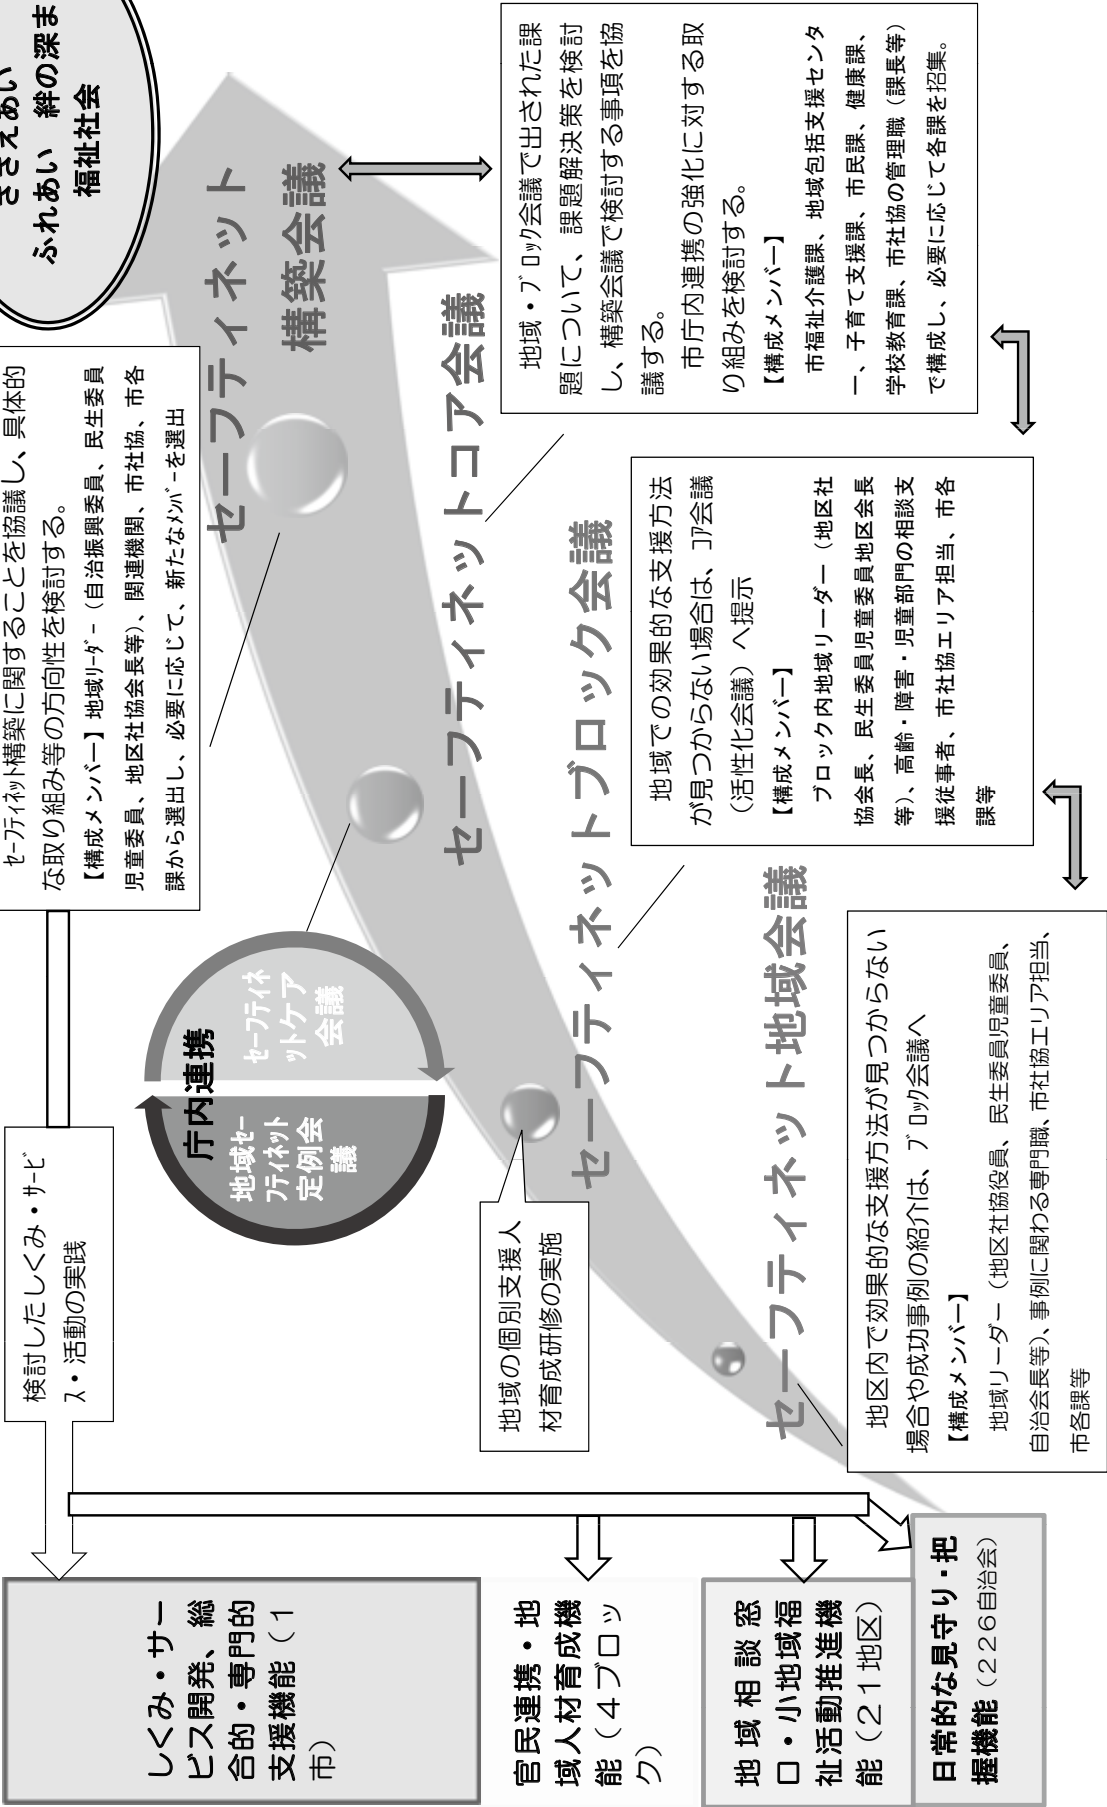 ささえあい
ふれあい　絆の深ま
福祉社会
ｾｰﾌﾃｨﾈｯﾄ構築に関することを協議し、具体的
な取り組み等の方向性を検討する。
【構成メンバー】地域ﾘｰﾀﾞｰ（自治振興委員、民生委員
児童委員、地区社協会長等）、関連機関、市社協、市各
課から選出し、必要に応じて、新たなﾒﾝﾊﾞｰを選出
検討したしくみ・ｻｰﾋﾞ
ｽ・活動の実践
しくみ・サー
ビス開発、総
合的・専門的
支援機能（１
市）
官民連携・地
域人材育成機
能（４ブロッ
ク）
地域相談窓
口・小地域福
祉活動推進機
能（２１地区）
日常的な見守り・把
握機能（２２６自治会）
庁内連携
地域ｾｰ
ﾌﾃｨﾈｯﾄ
定例会
議
ｾｰﾌﾃｨﾈ
ｯﾄケア
会議
地域の個別支援人
材育成研修の実施
セーフティネット
構築会議
セーフティネットコア会議
セーフティネットブロック会議
セーフティネット地域会議
地域・ﾌﾞﾛｯｸ会議で出された課
題について、課題解決策を検討
し、構築会議で検討する事項を協
議する。
市庁内連携の強化に対する取
り組みを検討する。
【構成メンバー】
市福祉介護課、地域包括支援センタ
ー、子育て支援課、市民課、健康課、
学校教育課、市社協の管理職（課長等）
で構成し、必要に応じて各課を招集。
地域での効果的な支援方法
が見つからない場合は、ｺｱ会議
（活性化会議）へ提示
【構成メンバー】
ブロック内地域リーダー（地区社
協会長、民生委員児童委員地区会長
等）、高齢・障害・児童部門の相談支
援従事者、市社協エリア担当、市各
課等
地区内で効果的な支援方法が見つからない
場合や成功事例の紹介は、ﾌﾞﾛｯｸ会議へ
【構成メンバー】
地域リーダー（地区社協役員、民生委員児童委員、
自治会長等）、事例に関わる専門職、市社協エリア担当、
市各課等